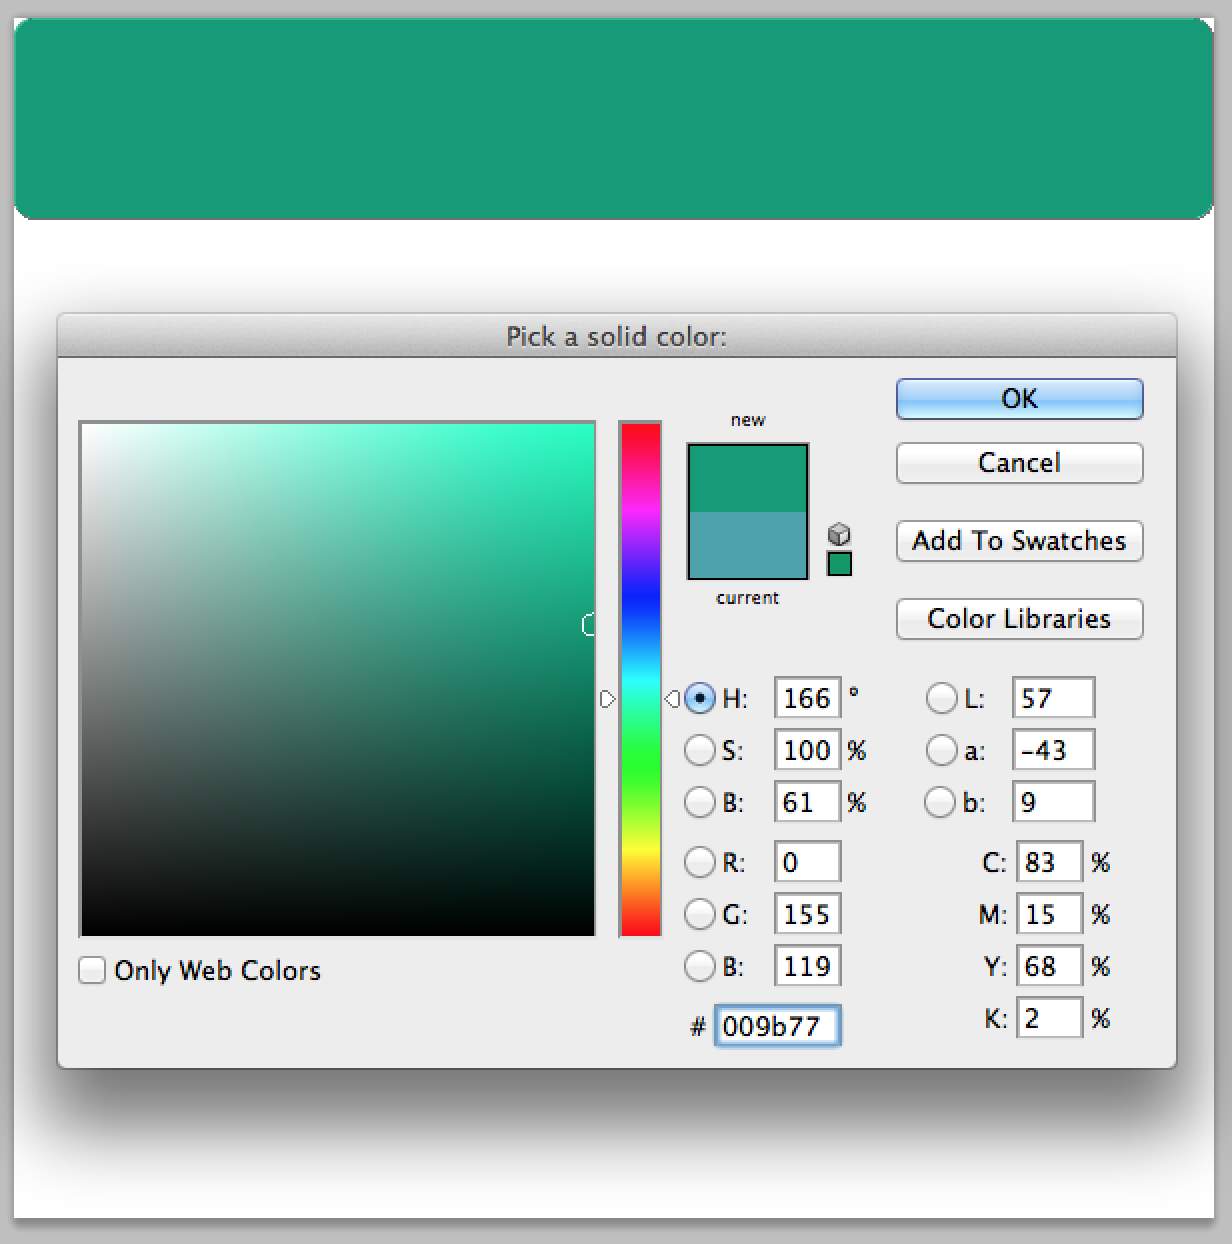 Pick a solid color:
new
current
OK
Cancel
Add To Swatches
Color Libraries
H: 166 °
S: 100 %
B: 61 %
R: 0
G: 155
B: 119
# 009b77
L: 57
a: -43
b: 9
C: 83 %
M: 15 %
Y: 68 %
K: 2 %
Only Web Colors